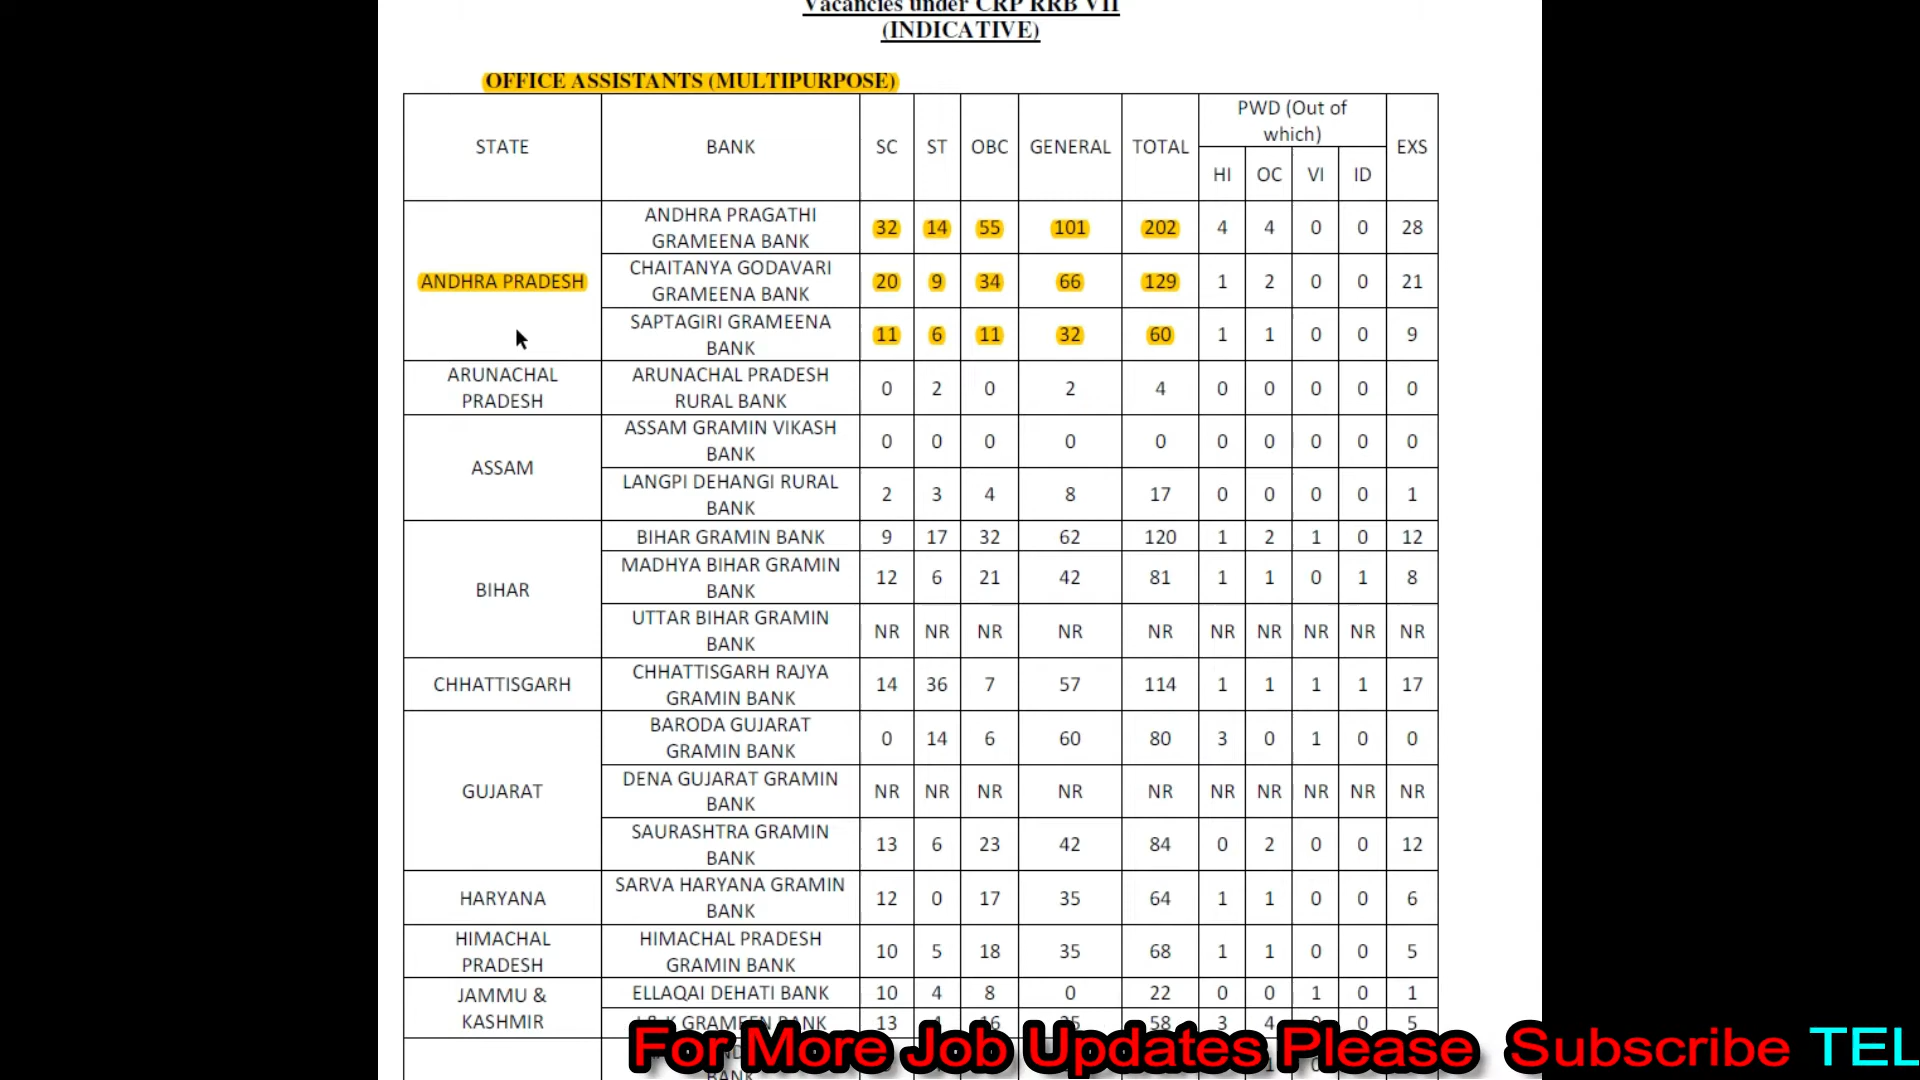 Vacancies under CRP RRB VII
(INDICATIVE)
OFFICE ASSISTANTS (MULTIPURPOSE)
STATE BANK SC ST OBC GENERAL TOTAL PWD (Out of which) EXS
HI OC VI ID
ANDHRA PRADESH
ANDHRA PRAGATHI
GRAMEENA BANK 32 14 55 101 202 4 4 0 0 28
CHAITANYA GODAVARI
GRAMEENA BANK 20 9 34 66 129 1 2 0 0 21
SAPTAGIRI GRAMEENA
BANK 11 6 11 32 60 1 1 0 0 9
ARUNACHAL
PRADESH
ARUNACHAL PRADESH
RURAL BANK 0 2 0 2 4 0 0 0 0 0
ASSAM
ASSAM GRAMIN VIKASH
BANK 0 0 0 0 0 0 0 0 0 0
LANGPI DEHANGI RURAL
BANK 2 3 4 8 17 0 0 0 0 1
BIHAR
BIHAR GRAMIN BANK 9 17 32 62 120 1 2 1 0 12
MADHYA BIHAR GRAMIN
BANK 12 6 21 42 81 1 1 0 1 8
UTTAR BIHAR GRAMIN
BANK NR NR NR NR NR NR NR NR NR NR
CHHATTISGARH
CHHATTISGARH RAJYA
GRAMIN BANK 14 36 7 57 114 1 1 1 1 17
GUJARAT
BARODA GUJARAT
GRAMIN BANK 0 14 6 60 80 3 0 1 0 0
DENA GUJARAT GRAMIN
BANK NR NR NR NR NR NR NR NR NR NR
SAURASHTRA GRAMIN
BANK 13 6 23 42 84 0 2 0 0 12
HARYANA
SARVA HARYANA GRAMIN
BANK 12 0 17 35 64 1 1 0 0 6
HIMACHAL
PRADESH
HIMACHAL PRADESH
GRAMIN BANK 10 5 18 35 68 1 1 0 0 5
JAMMU &
KASHMIR
ELLAQAI DEHATI BANK 10 4 8 0 22 0 0 1 0 1
GRAMEEN BANK 13 58 3 4 0 5
For More Job Updates Please Subscribe TEL